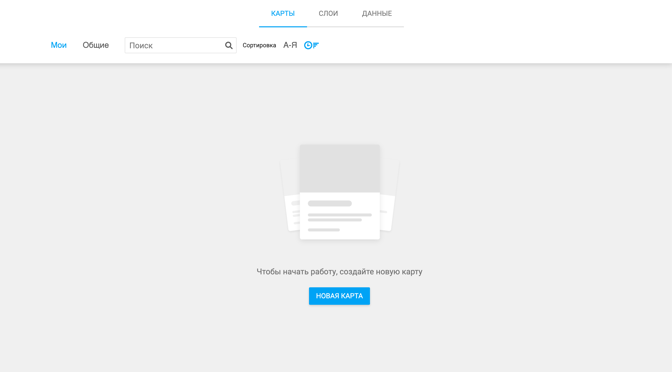 КАРТЫ СЛОИ ДАННЫЕ
Мои Общие Поиск Сортировка А-Я
Чтобы начать работу, создайте новую карту
НОВАЯ КАРТА